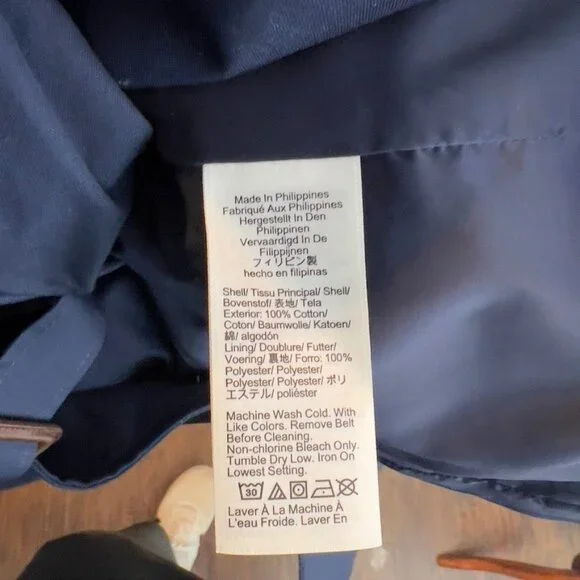 Made In Philippines
Fabriqué Aux Philippines
Hergestellt In Den
Philippinen
Vervaardigd In De
Filippijnen
フィリピン製
hecho en filipinas
Shell/ Tissu Principal/ Shell/
Bovenstof/ 表地/ Tela
Exterior: 100% Cotton/
Coton/ Baumwolle/ Katoen/
綿/ algodón
Lining/ Doublure/ Futter/
Voering/ 裏地/ Forro: 100%
Polyester/ Polyester/
Polyester/ Polyester/ ポリ
エステル/ poliéster
Machine Wash Cold. With
Like Colors. Remove Belt
Before Cleaning.
Non-chlorine Bleach Only.
Tumble Dry Low. Iron On
Lowest Setting.
30
Laver À La Machine À
L'eau Froide. Laver En